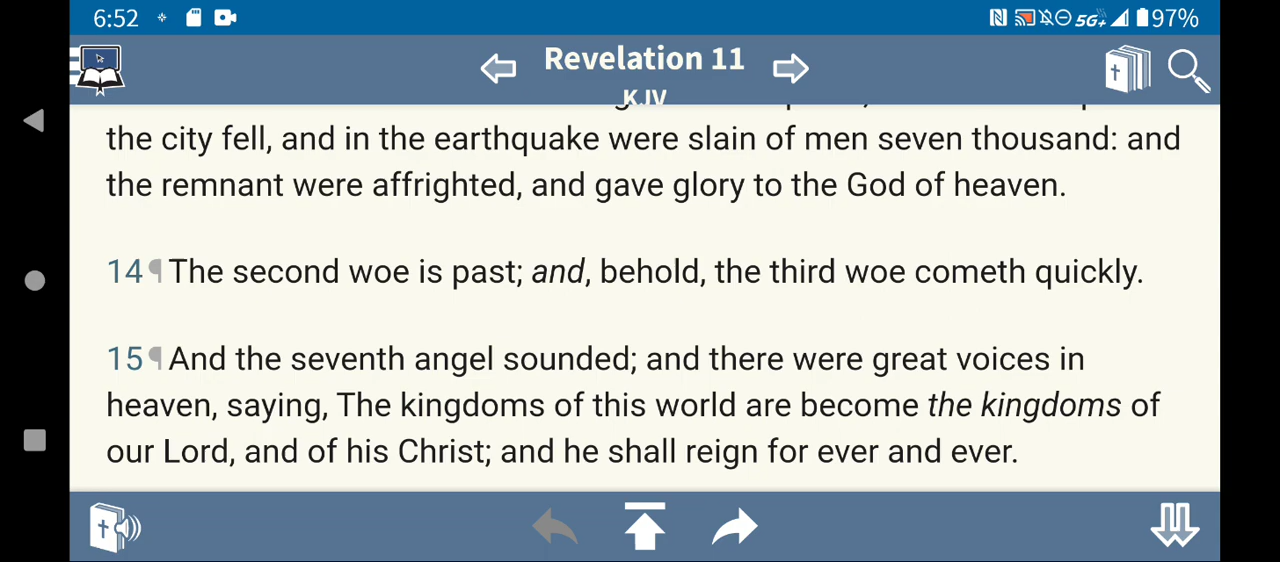 6:52 5G+ 97%
Revelation 11
KJV
the city fell, and in the earthquake were slain of men seven thousand: and
the remnant were affrighted, and gave glory to the God of heaven.
14¶ The second woe is past; and, behold, the third woe cometh quickly.
15¶ And the seventh angel sounded; and there were great voices in
heaven, saying, The kingdoms of this world are become the kingdoms of
our Lord, and of his Christ; and he shall reign for ever and ever.